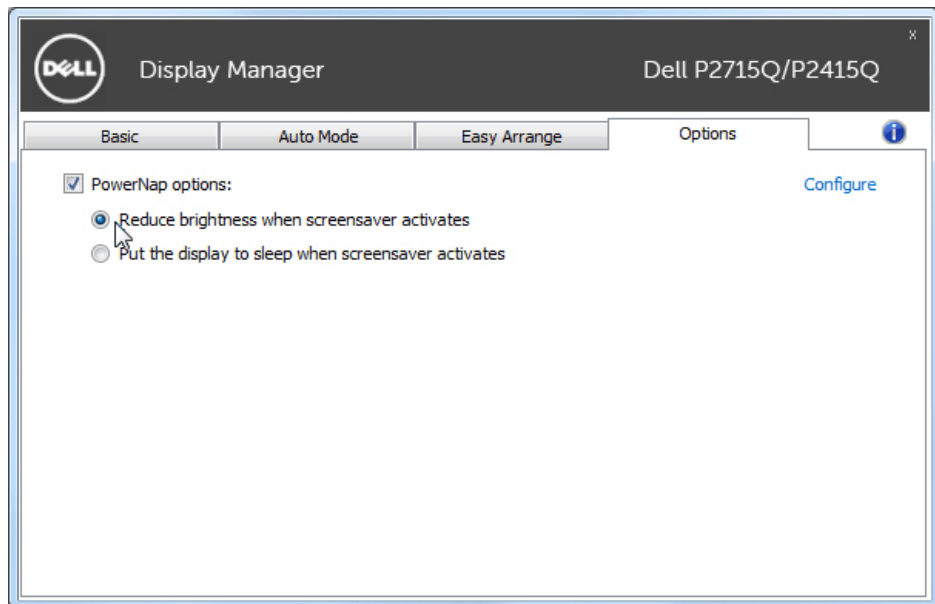 DELL
Display Manager
Dell P2715Q/P2415Q
x
Basic
Auto Mode
Easy Arrange
Options
i
PowerNap options:
Configure
Reduce brightness when screensaver activates
Put the display to sleep when screensaver activates